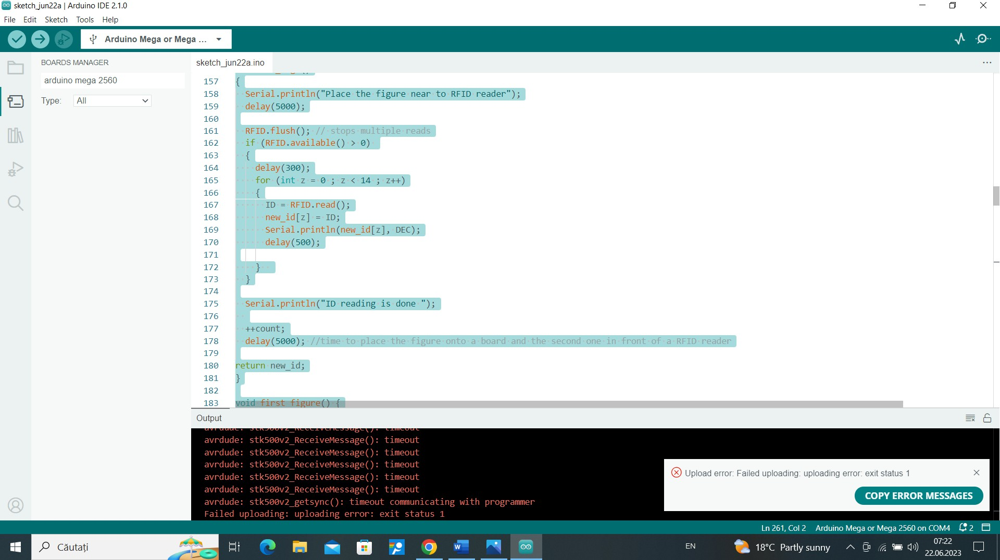 sketch_jun22a | Arduino IDE 2.1.0
File Edit Sketch Tools Help
Arduino Mega or Mega ...
BOARDS MANAGER
sketch_jun22a.ino
arduino mega 2560
Type: All
157 {
158 Serial.println("Place the figure near to RFID reader");
159 delay(5000);
160
161 RFID.flush(); // stops multiple reads
162 if (RFID.available() > 0)
163 {
164 delay(300);
165 for (int z = 0 ; z < 14 ; z++)
166 {
167 ID = RFID.read();
168 new_id[z] = ID;
169 Serial.println(new_id[z], DEC);
170 delay(500);
171
172 }
173 }
174
175 Serial.println("ID reading is done ");
176
177 ++count;
178 delay(5000); //time to place the figure onto a board and the second one in front of a RFID reader
179
180 return new_id;
181 }
182
183 void first_figure() {
Output
avrdude: stk500v2_ReceiveMessage(): timeout
avrdude: stk500v2_ReceiveMessage(): timeout
avrdude: stk500v2_ReceiveMessage(): timeout
avrdude: stk500v2_ReceiveMessage(): timeout
avrdude: stk500v2_ReceiveMessage(): timeout
avrdude: stk500v2_ReceiveMessage(): timeout
avrdude: stk500v2_getsync(): timeout communicating with programmer
Failed uploading: uploading error: exit status 1
Upload error: Failed uploading: uploading error: exit status 1
COPY ERROR MESSAGES
Ln 261, Col 2 Arduino Mega or Mega 2560 on COM4 2
Căutați
EN
18°C Partly sunny
07:22
22.06.2023